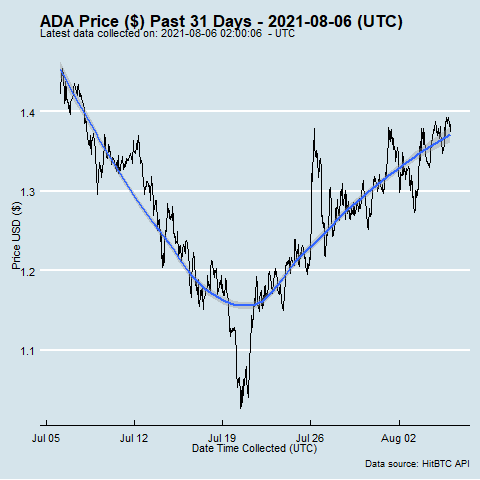 ADA Price ($) Past 31 Days - 2021-08-06 (UTC)
Latest data collected on: 2021-08-06 02:00:06 - UTC
Price USD ($)
1.4
1.3
1.2
1.1
Jul 05 Jul 12 Jul 19 Jul 26 Aug 02
Date Time Collected (UTC)
Data source: HitBTC API